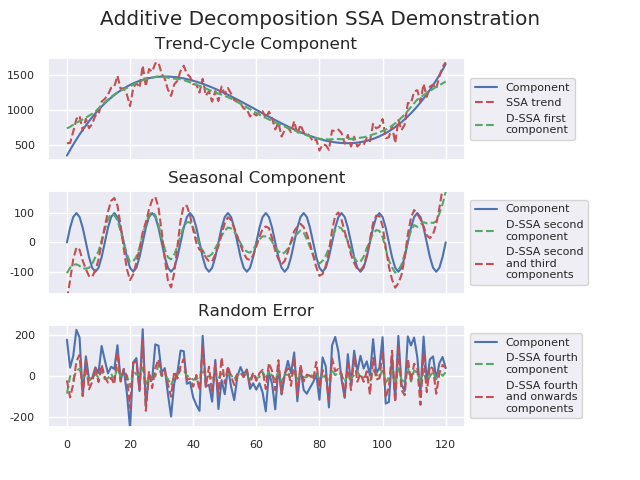 Additive Decomposition SSA Demonstration
Trend-Cycle Component
1500
1000
500
Component
SSA trend
D-SSA first
component
Seasonal Component
100
0
-100
Component
D-SSA second
component
D-SSA second
and third
components
Random Error
200
0
-200
0
20
40
60
80
100
120
Component
D-SSA fourth
component
D-SSA fourth
and onwards
components